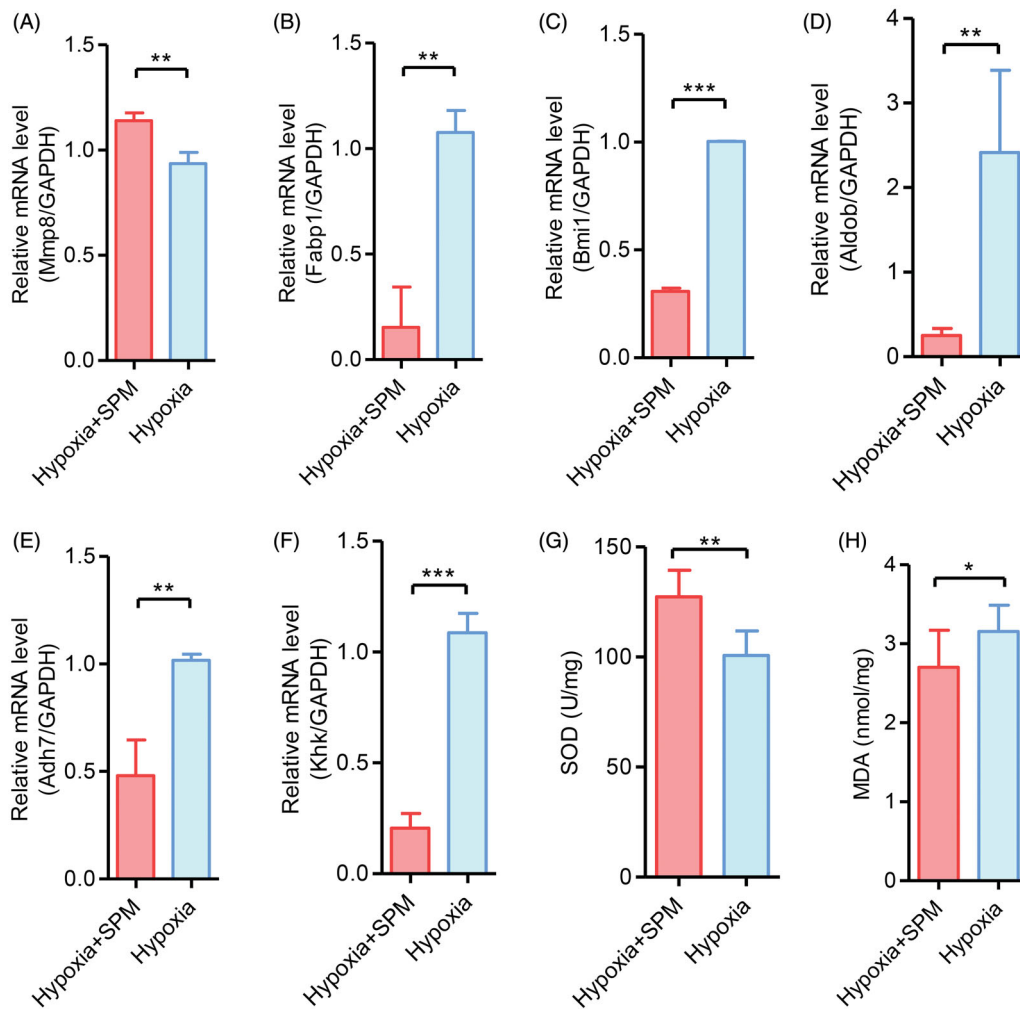 (A)
Relative mRNA level
(Mmp8/GAPDH)
1.5
1.0
0.5
0.0
**
Hypoxia+SPM
Hypoxia
(B)
Relative mRNA level
(Fabp1/GAPDH)
1.5
1.0
0.5
0.0
**
Hypoxia+SPM
Hypoxia
(C)
Relative mRNA level
(Bmi1/GAPDH)
1.5
1.0
0.5
0.0
***
Hypoxia+SPM
Hypoxia
(D)
Relative mRNA level
(Aldob/GAPDH)
4
3
2
1
0
**
Hypoxia+SPM
Hypoxia
(E)
Relative mRNA level
(Adh7/GAPDH)
1.5
1.0
0.5
0.0
**
Hypoxia+SPM
Hypoxia
(F)
Relative mRNA level
(Khk/GAPDH)
1.5
1.0
0.5
0.0
***
Hypoxia+SPM
Hypoxia
(G)
SOD (U/mg)
150
100
50
0
**
Hypoxia+SPM
Hypoxia
(H)
MDA (nmol/mg)
4
3
2
1
0
*
Hypoxia+SPM
Hypoxia